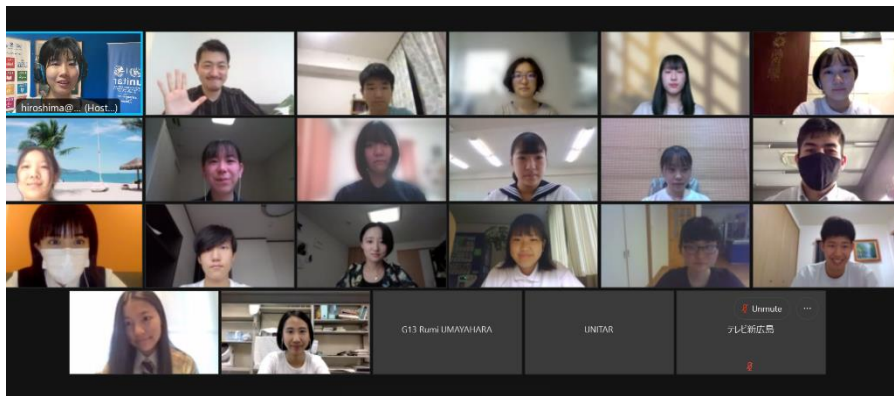 hiroshima@... (Host...)
G13 Rumi UMAYAHARA
UNITAR
Unmute
...
テレビ新広島